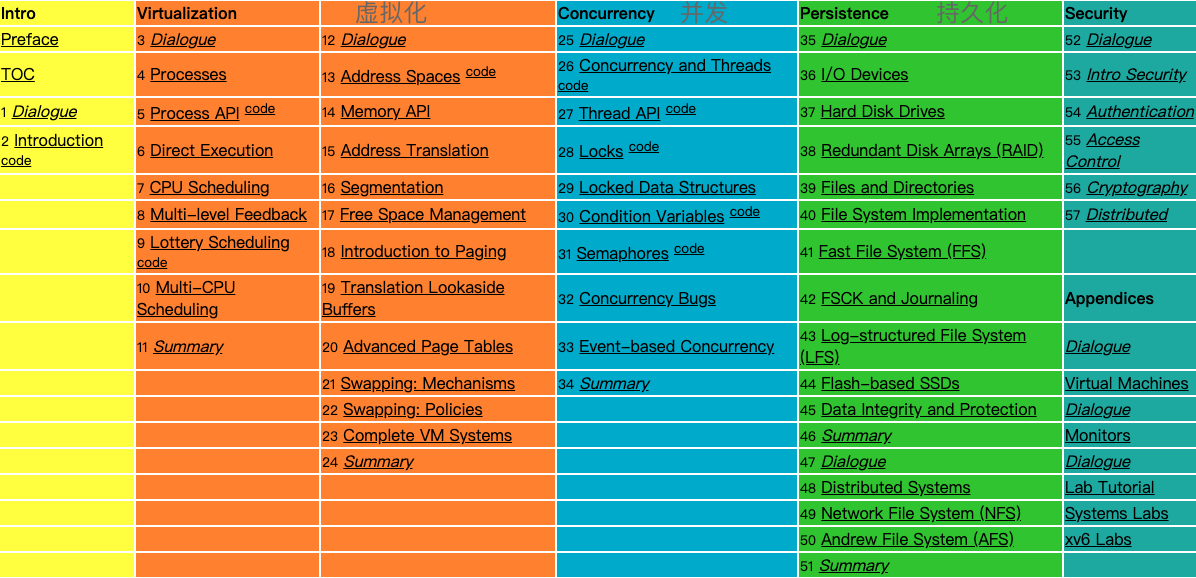 Intro
Virtualization 虚拟化
Concurrency 并发
Persistence 持久化
Security
Preface
3 Dialogue
12 Dialogue
25 Dialogue
35 Dialogue
52 Dialogue
TOC
4 Processes
13 Address Spaces code
26 Concurrency and Threads
code
36 I/O Devices
53 Intro Security
1 Dialogue
5 Process API code
14 Memory API
27 Thread API code
37 Hard Disk Drives
54 Authentication
2 Introduction
code
6 Direct Execution
15 Address Translation
28 Locks code
38 Redundant Disk Arrays (RAID)
55 Access
Control
7 CPU Scheduling
16 Segmentation
29 Locked Data Structures
39 Files and Directories
56 Cryptography
8 Multi-level Feedback
17 Free Space Management
30 Condition Variables code
40 File System Implementation
57 Distributed
9 Lottery Scheduling
code
18 Introduction to Paging
31 Semaphores code
41 Fast File System (FFS)
10 Multi-CPU
Scheduling
19 Translation Lookaside
Buffers
32 Concurrency Bugs
42 FSCK and Journaling
Appendices
11 Summary
20 Advanced Page Tables
33 Event-based Concurrency
43 Log-structured File System
(LFS)
Dialogue
21 Swapping: Mechanisms
34 Summary
44 Flash-based SSDs
Virtual Machines
22 Swapping: Policies
45 Data Integrity and Protection
Dialogue
23 Complete VM Systems
46 Summary
Monitors
24 Summary
47 Dialogue
Dialogue
48 Distributed Systems
Lab Tutorial
49 Network File System (NFS)
Systems Labs
50 Andrew File System (AFS)
xv6 Labs
51 Summary